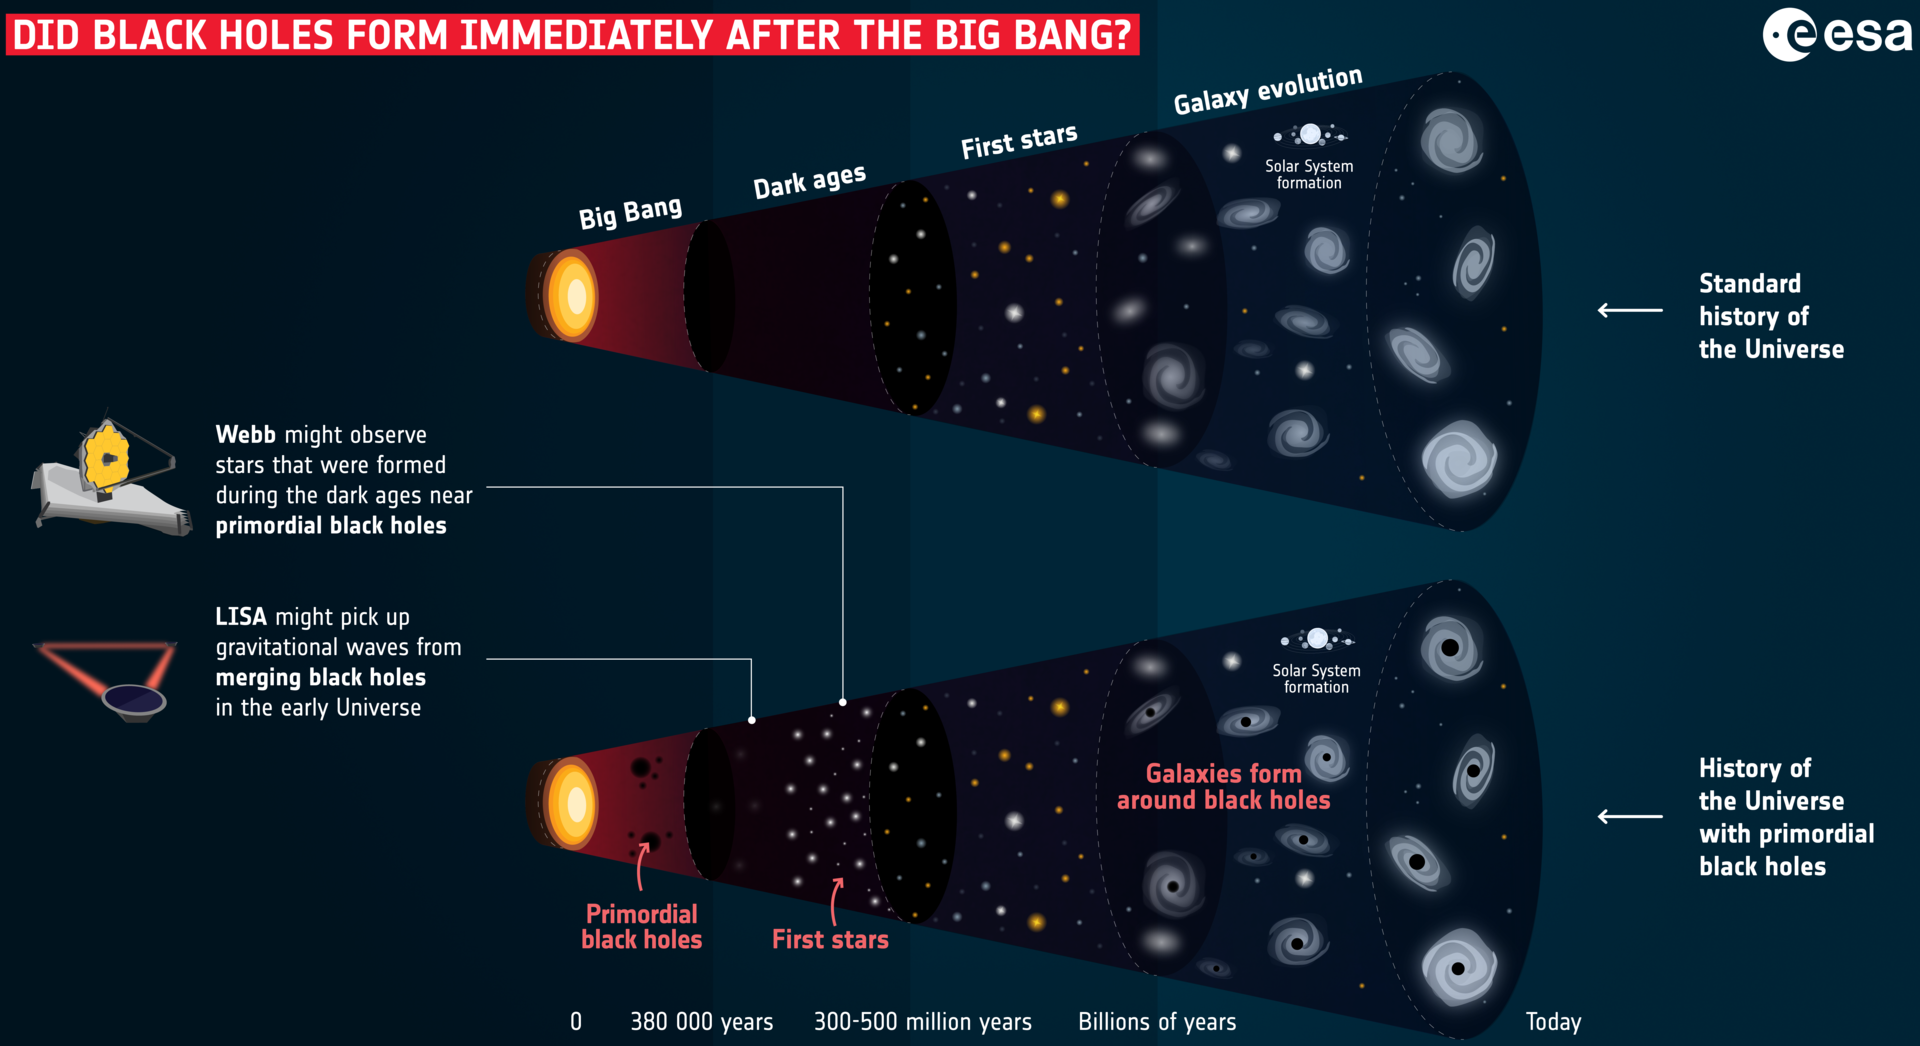 DID BLACK HOLES FORM IMMEDIATELY AFTER THE BIG BANG?
esa
Big Bang
Dark ages
First stars
Galaxy evolution
Solar System
formation
Standard
history of
the Universe
Webb might observe
stars that were formed
during the dark ages near
primordial black holes
LISA might pick up
gravitational waves from
merging black holes
in the early Universe
Solar System
formation
Galaxies form
around black holes
History of
the Universe
with primordial
black holes
Primordial
black holes
First stars
0
380 000 years
300-500 million years
Billions of years
Today